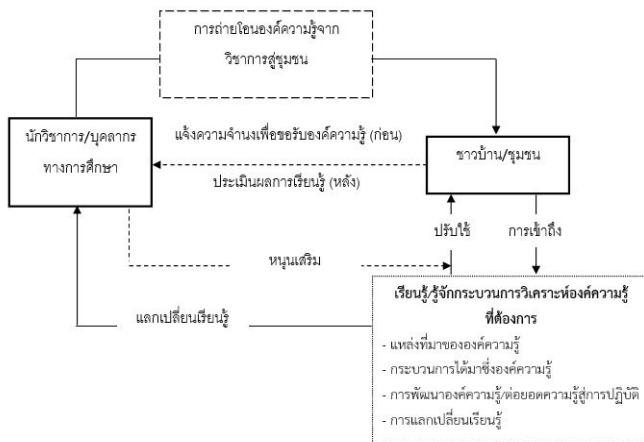 การถ่ายโอนองค์ความรู้จาก
วิชาการสู่ชุมชน
นักวิชาการ/บุคลากร
ทางการศึกษา
แจ้งความจำนงเพื่อขอรับองค์ความรู้ (ก่อน)
ประเมินผลการเรียนรู้ (หลัง)
ชาวบ้าน/ชุมชน
ปรับใช้
การเข้าถึง
หนุนเสริม
แลกเปลี่ยนเรียนรู้
เรียนรู้/รู้จักกระบวนการวิเคราะห์องค์ความรู้
ที่ต้องการ
- แหล่งที่มาขององค์ความรู้
- กระบวนการได้มาซึ่งองค์ความรู้
- การพัฒนาองค์ความรู้/ต่อยอดความรู้สู่การปฏิบัติ
- การแลกเปลี่ยนเรียนรู้